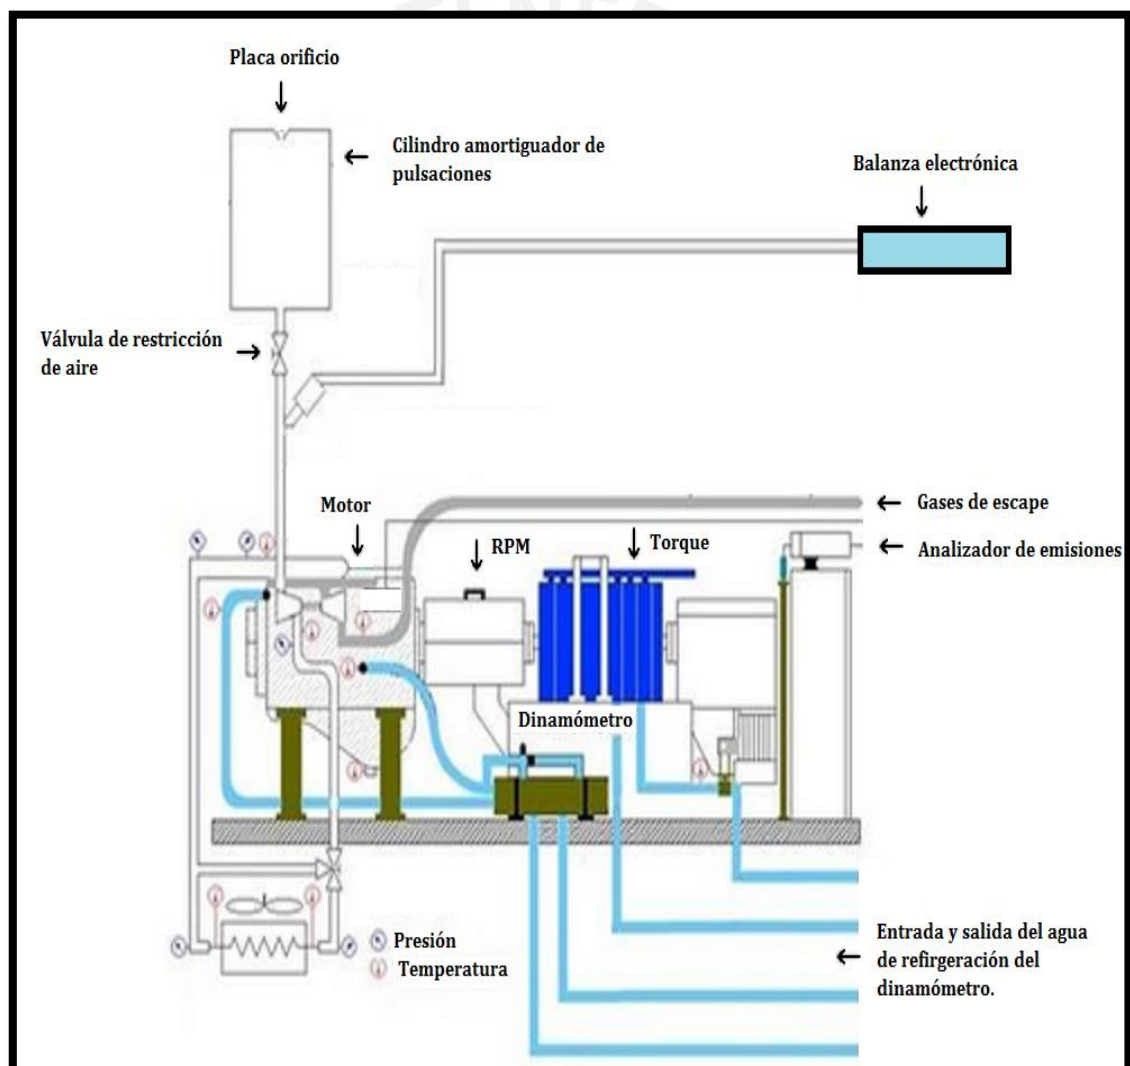 Placa orificio
Cilindro amortiguador de
pulsaciones
Balanza electrónica
Válvula de restricción
de aire
Motor
Gases de escape
RPM
Torque
Analizador de emisiones
Dinamómetro
Presión
Temperatura
Entrada y salida del agua
de refirgeración del
dinamómetro.